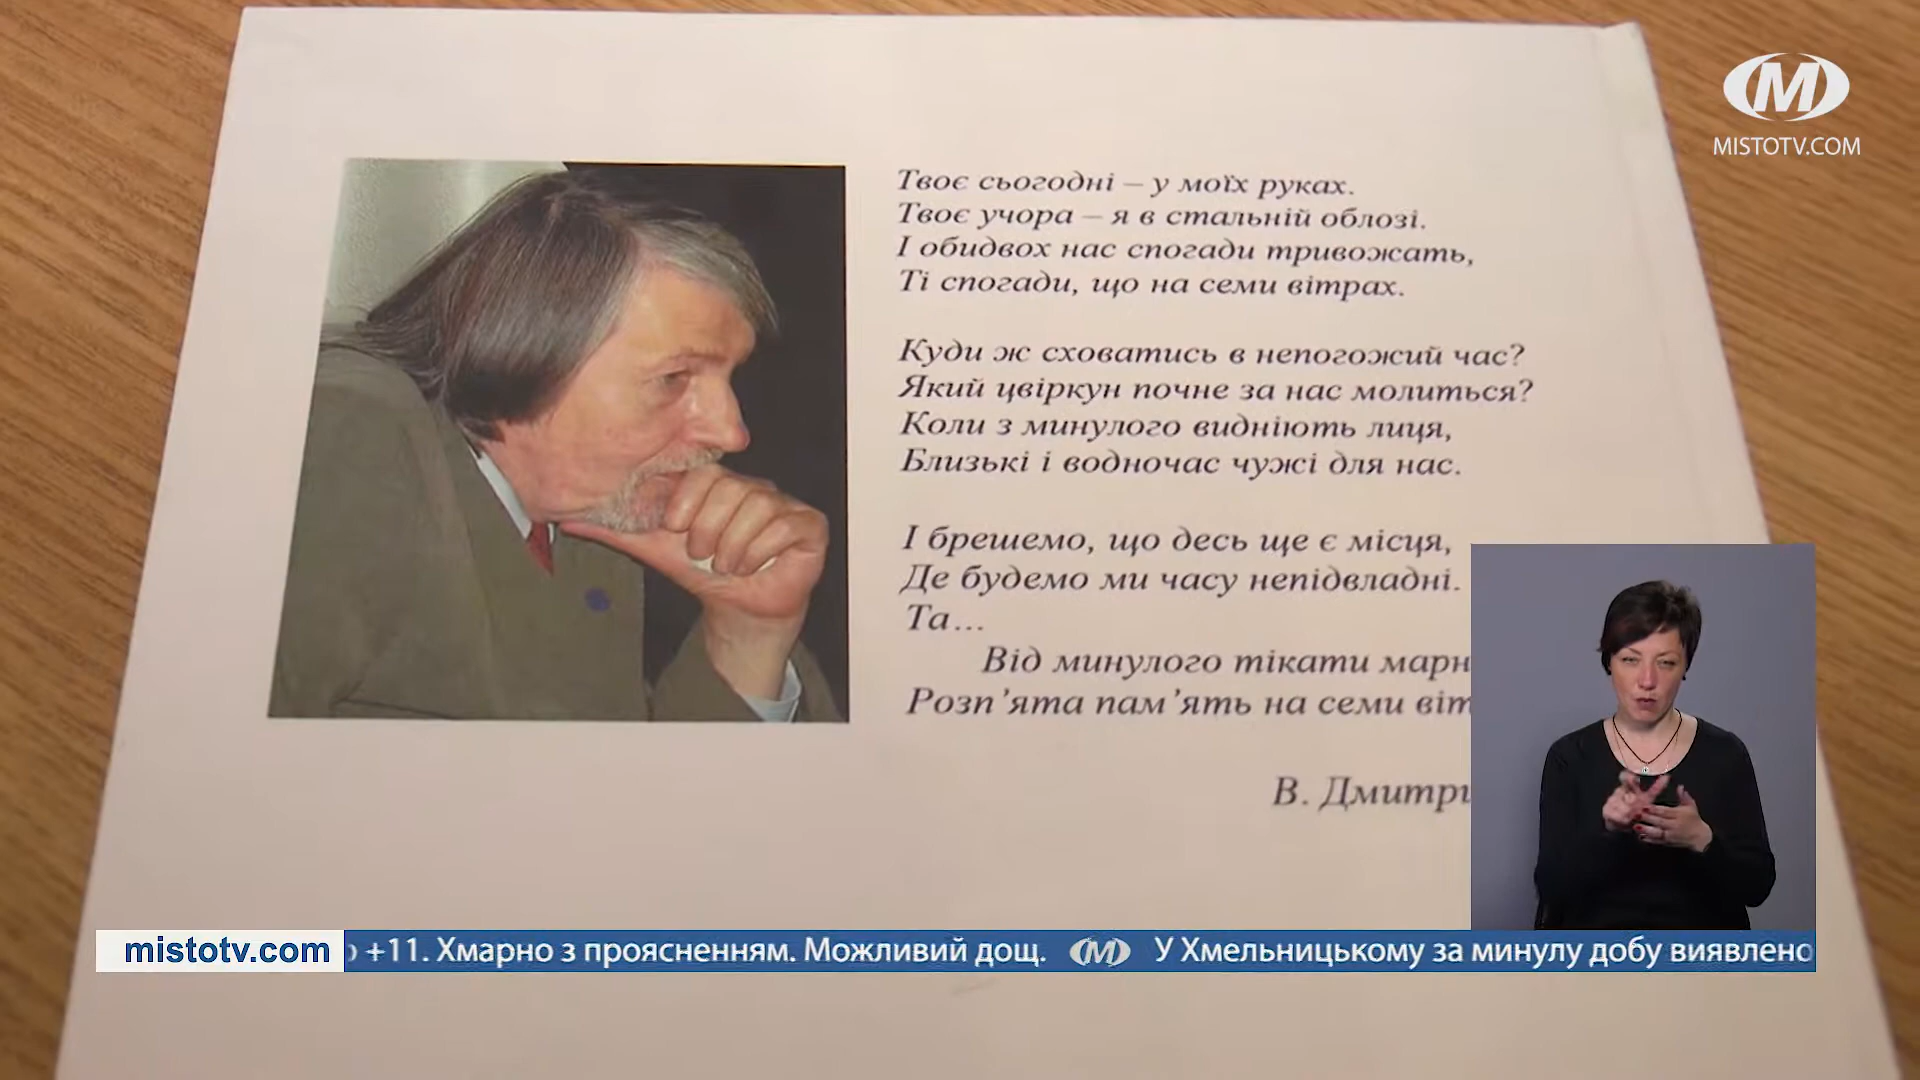 M
MISTOTV.COM
Твоє сьогодні – у моїх руках.
Твоє учора – я в стальній облозі.
І обидвох нас спогади тривожать,
Ті спогади, що на семи вітрах.
Куди ж сховатись в непогожий час?
Який цвіркун почне за нас молиться?
Коли з минулого видніють лиця,
Близькі і водночас чужі для нас.
І брешемо, що десь ще є місця,
Де будемо ми часу непідвладні.
Та...
Від минулого тікати
Розп'ята пам'ять на семи
В.
mistotv.com +11. Хмарно з проясненням. Можливий дощ. M У Хмельницькому за минулу добу виявлено